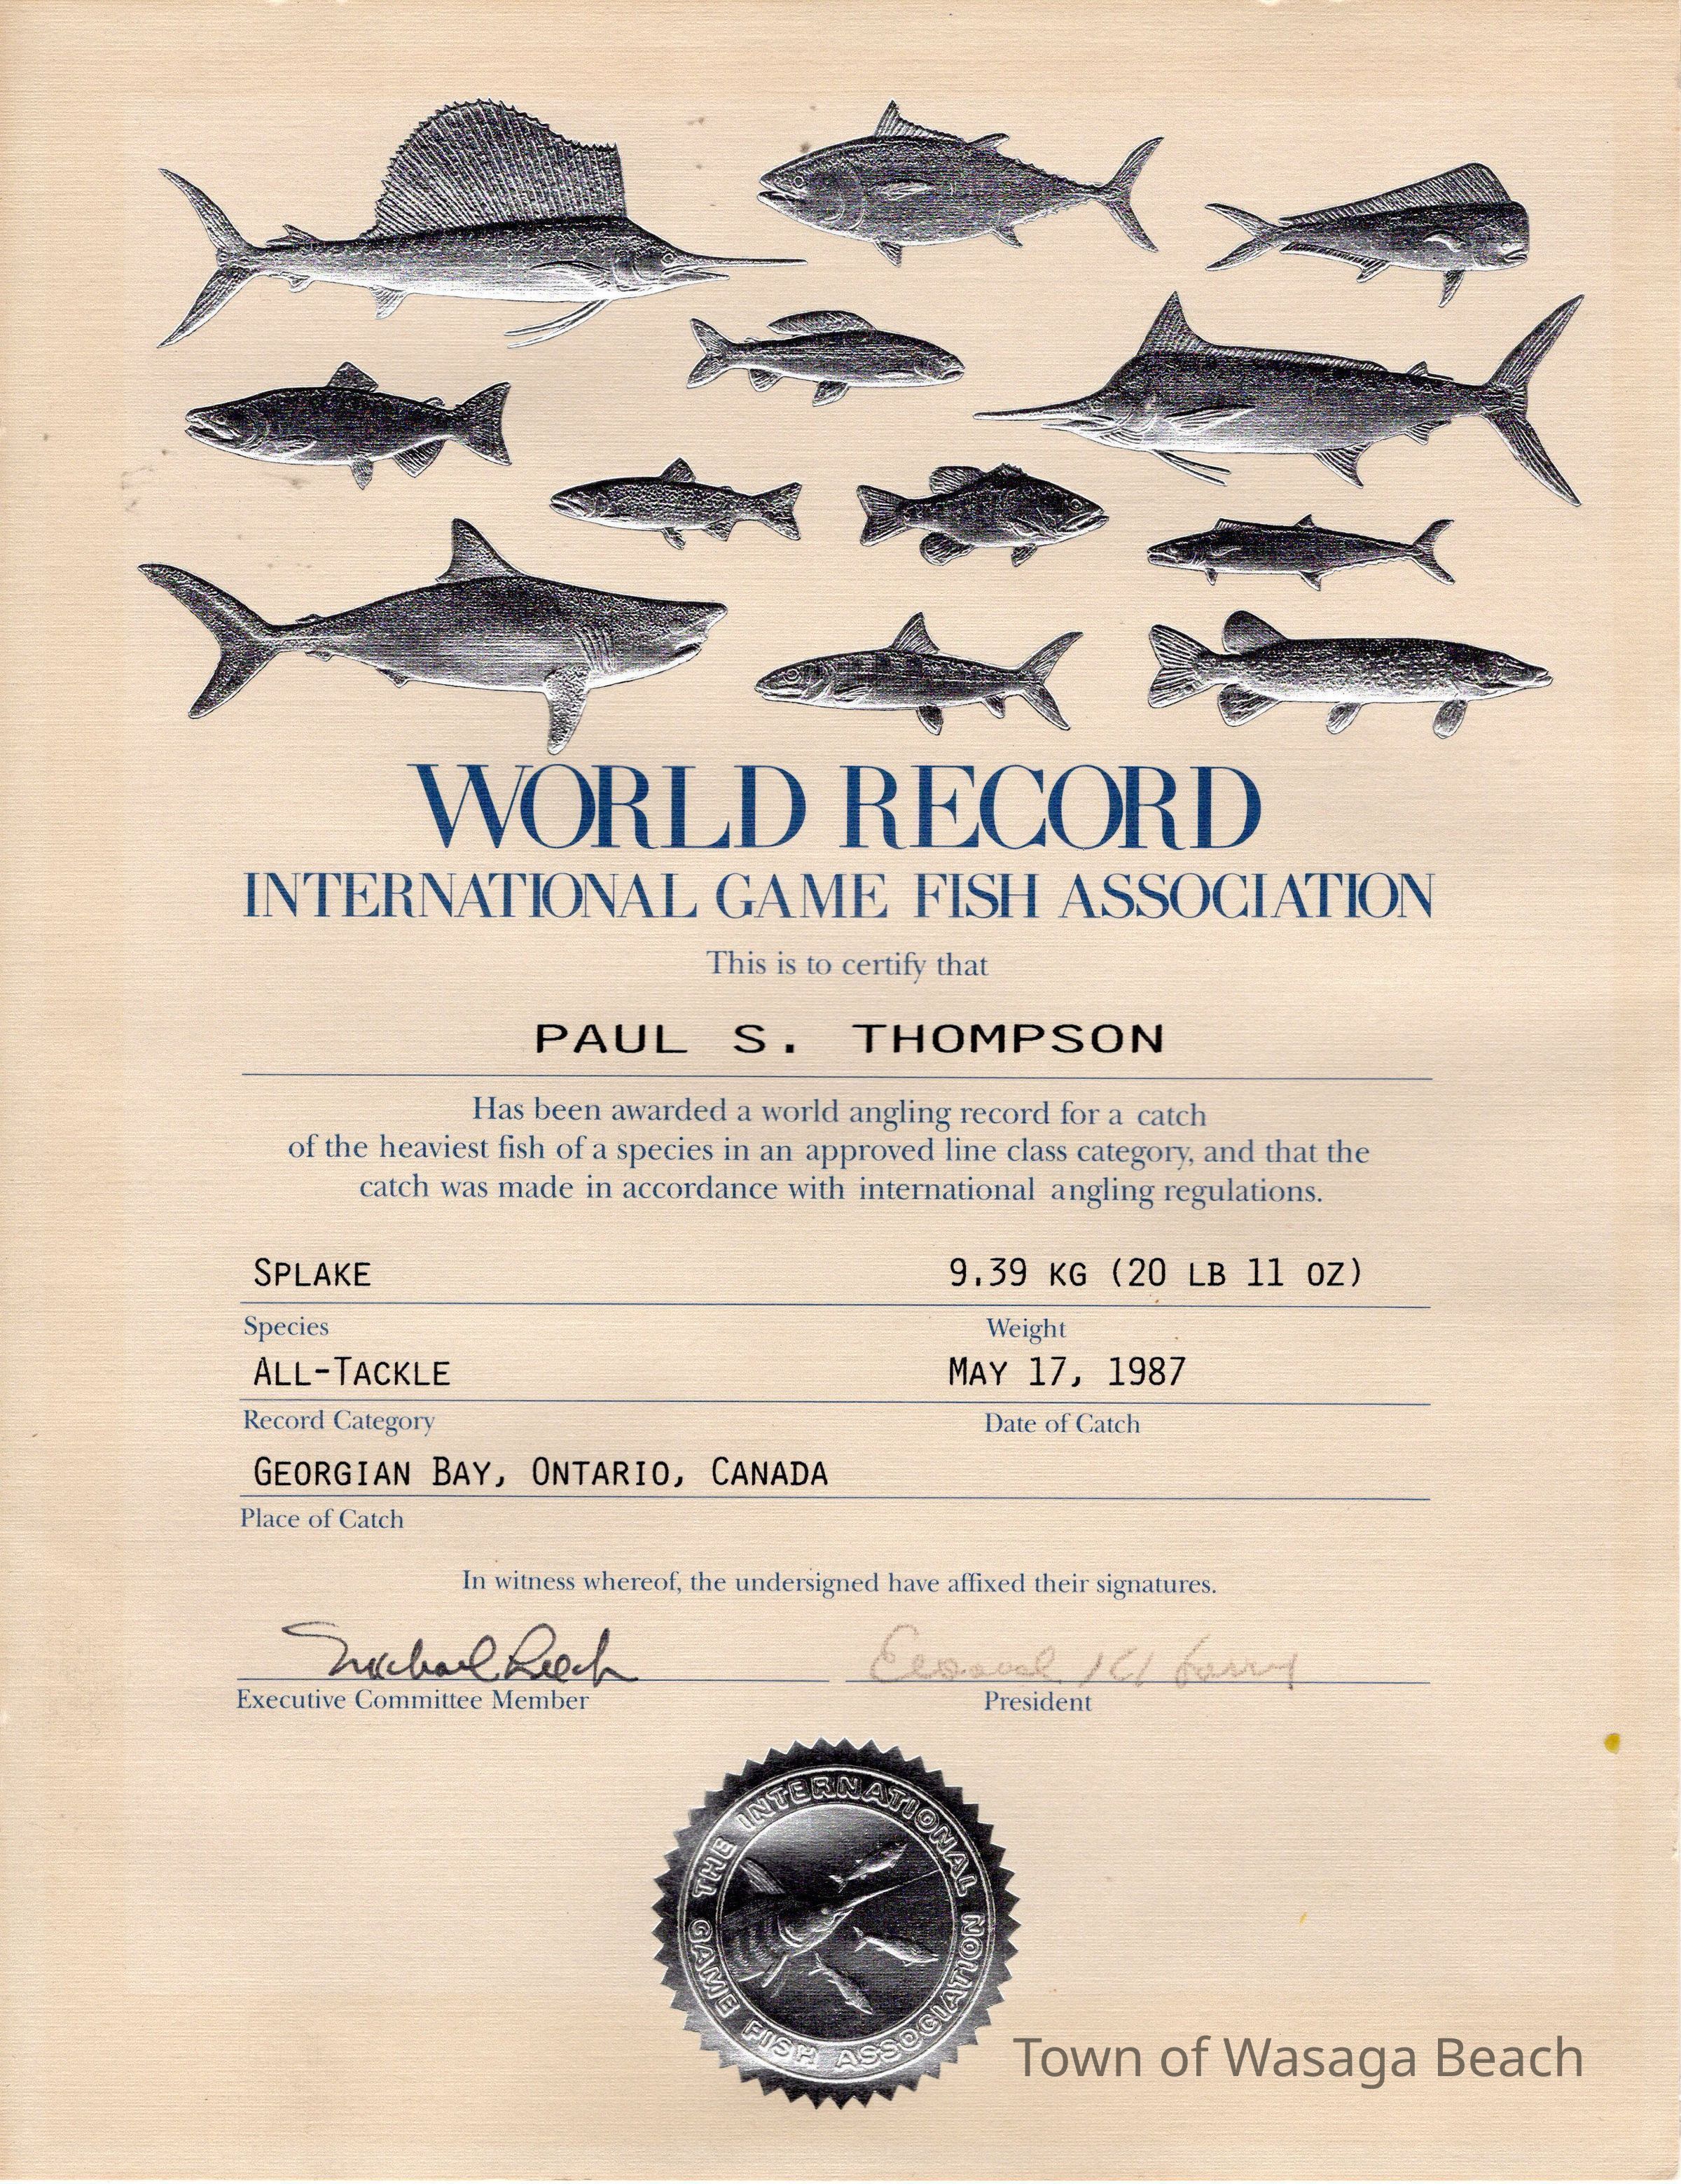 WORLD RECORD
INTERNATIONAL GAME FISH ASSOCIATION
This is to certify that
PAUL S. THOMPSON
Has been awarded a world angling record for a catch
of the heaviest fish of a species in an approved line class category, and that the
catch was made in accordance with international angling regulations.
SPLAKE 9.39 KG (20 LB 11 OZ)
Species Weight
ALL-TACKLE MAY 17, 1987
Record Category Date of Catch
GEORGIAN BAY, ONTARIO, CANADA
Place of Catch
In witness whereof, the undersigned have affixed their signatures.
Michael Leech
Executive Committee Member President
THE INTERNATIONAL GAME FISH ASSOCIATION
Town of Wasaga Beach